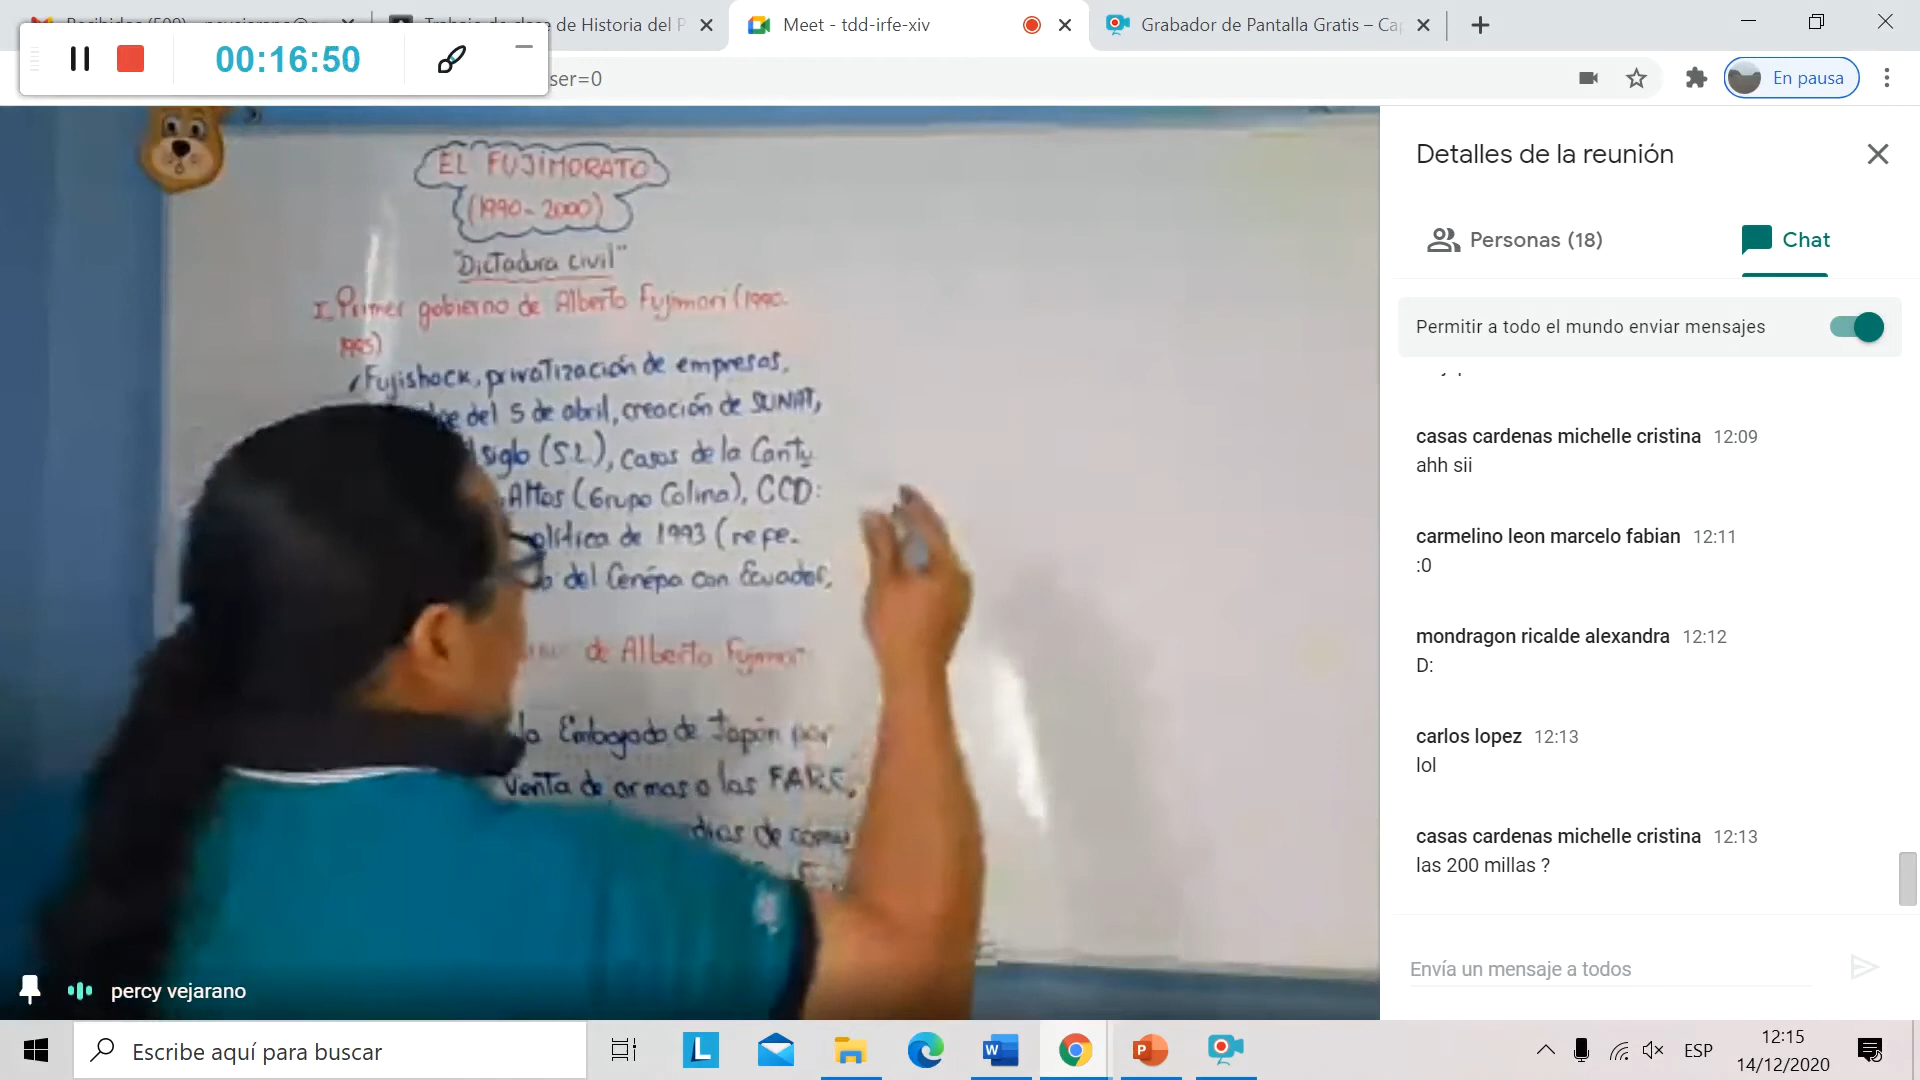 Trabajo de clase de Historia del P
Meet - tdd-irfe-xiv
Grabador de Pantalla Gratis – Ca
00:16:50
ser=0
En pausa
EL FUJIMORATO
(1990-2000)
"Dictadura civil"
I. Primer gobierno de Alberto Fujimori (1990-
1995)
Fujishock, privatización de empresas,
del 5 de abril, creación de SUNAT,
siglo (S.L.), casos de la Cantu
Altos (Grupo Colina), CCD:
olítica de 1993 (refe-
del Cenepa con Ecuador,
de Alberto Fujimori
la Embajada de Japón por
venta de armas a las FARC,
dias de comu
percy vejarano
Detalles de la reunión
Personas (18)
Chat
Permitir a todo el mundo enviar mensajes
casas cardenas michelle cristina 12:09
ahh sii
carmelino leon marcelo fabian 12:11
:0
mondragon ricalde alexandra 12:12
D:
carlos lopez 12:13
lol
casas cardenas michelle cristina 12:13
las 200 millas ?
Envía un mensaje a todos
Escribe aquí para buscar
L
W
P
ESP
12:15
14/12/2020